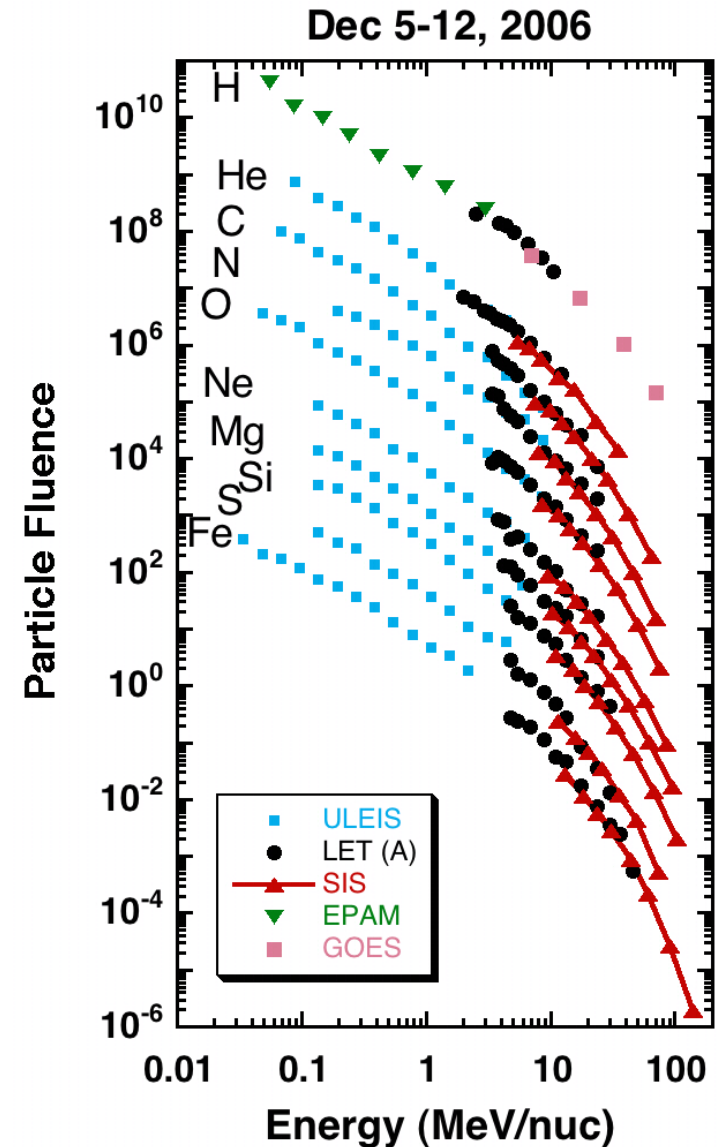 Dec 5-12, 2006
H
10^10
He
C
10^8
N
O
10^6
Ne
Mg
10^4
Si
S
Fe
10^2
Particle Fluence
10^0
10^-2
ULEIS
LET (A)
SIS
EPAM
GOES
10^-4
10^-6
0.01 0.1 1 10 100
Energy (MeV/nuc)